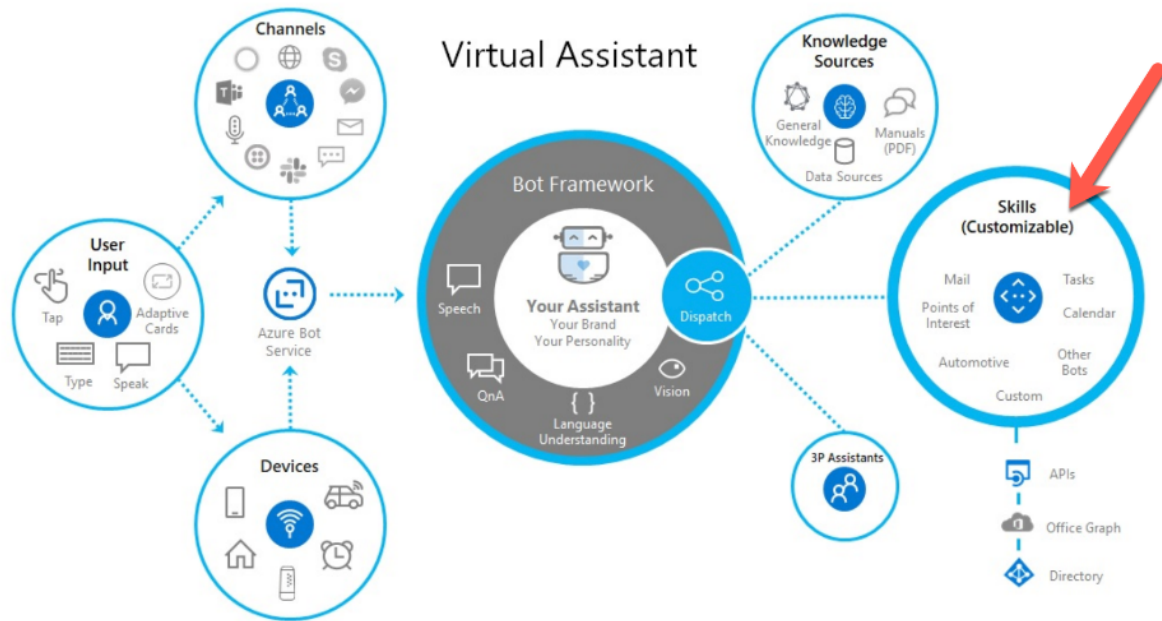 Virtual Assistant
Channels
User
Input
Tap
Adaptive
Cards
Type
Speak
Devices
Azure Bot
Service
Bot Framework
Your Assistant
Your Brand
Your Personality
Speech
QnA
{ }
Language
Understanding
Vision
Dispatch
Knowledge
Sources
General
Knowledge
Manuals
(PDF)
Data Sources
Skills
(Customizable)
Mail
Tasks
Points of
Interest
Calendar
Automotive
Other
Bots
Custom
3P Assistants
APIs
Office Graph
Directory